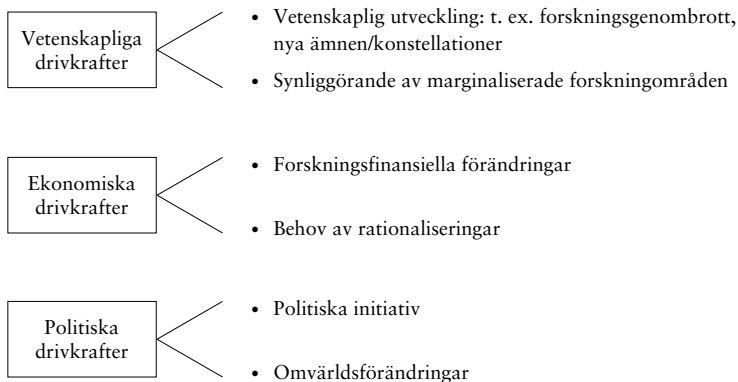 Vetenskapliga
drivkrafter
• Vetenskaplig utveckling: t. ex. forskningsgenombrott,
nya ämnen/konstellationer
• Synliggörande av marginaliserade forskningområden
Ekonomiska
drivkrafter
• Forskningsfinansiella förändringar
• Behov av rationaliseringar
Politiska
drivkrafter
• Politiska initiativ
• Omvärldsförändringar